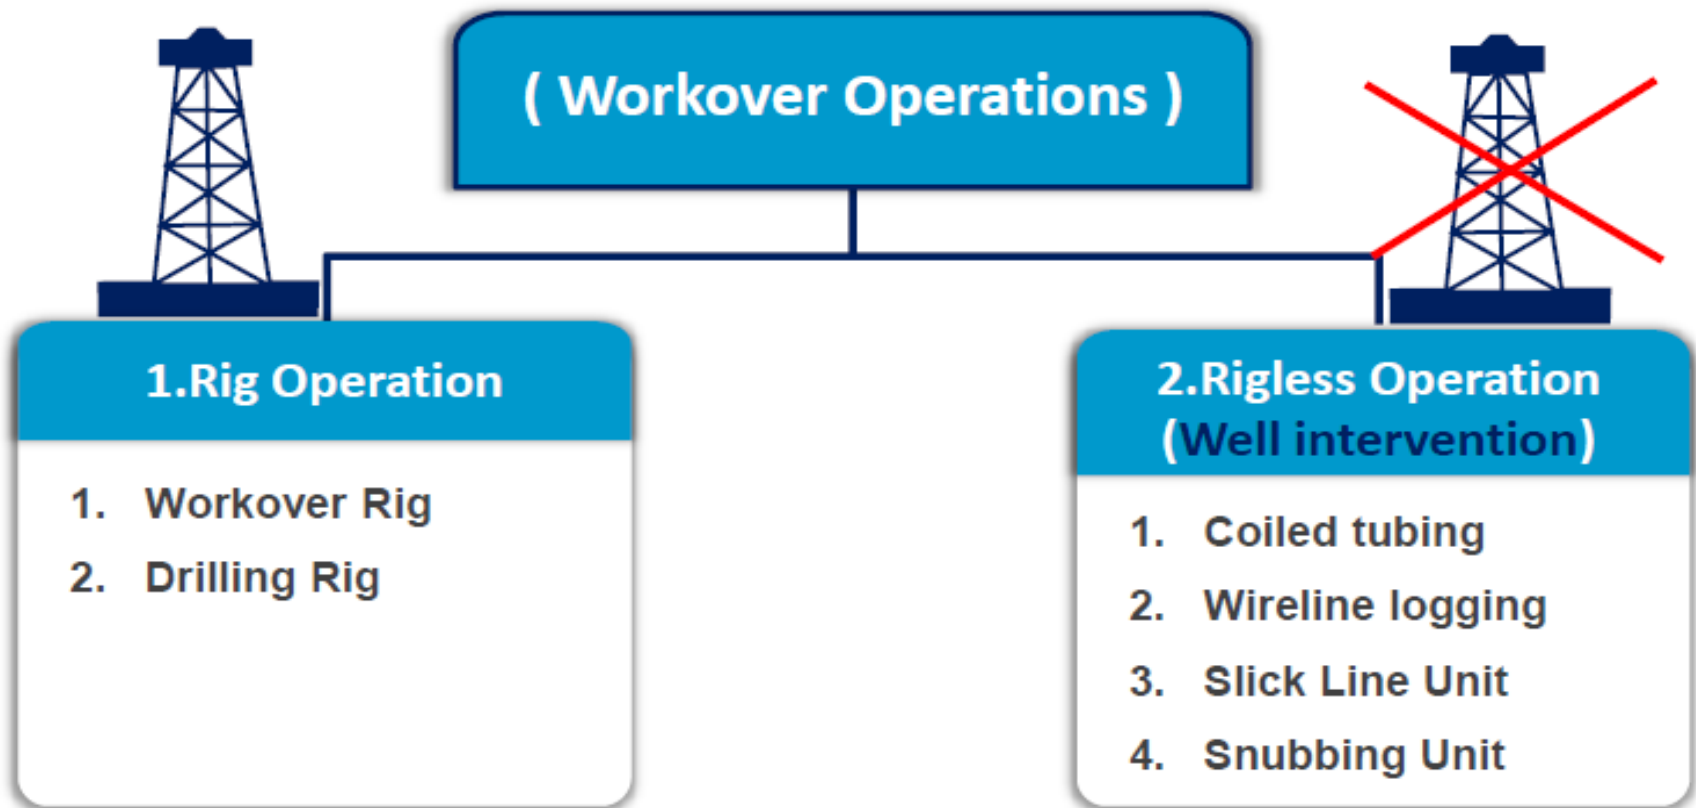 ( Workover Operations )
1.Rig Operation
1. Workover Rig
2. Drilling Rig
2.Rigless Operation
(Well intervention)
1. Coiled tubing
2. Wireline logging
3. Slick Line Unit
4. Snubbing Unit